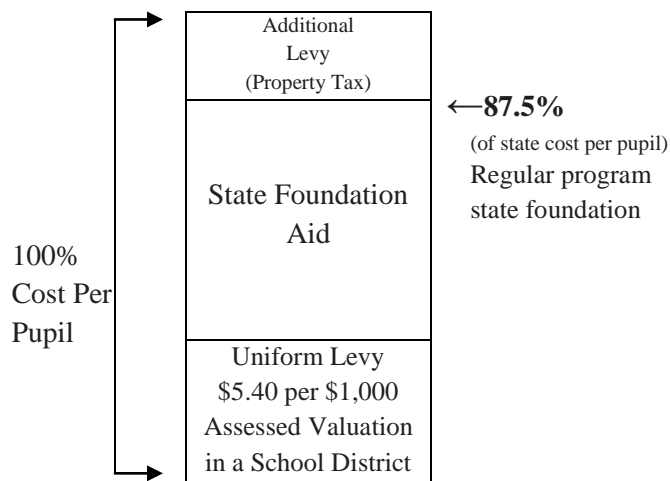 Additional
Levy
(Property Tax)
←87.5%
(of state cost per pupil)
Regular program
state foundation
State Foundation
Aid
100%
Cost Per
Pupil
Uniform Levy
$5.40 per $1,000
Assessed Valuation
in a School District